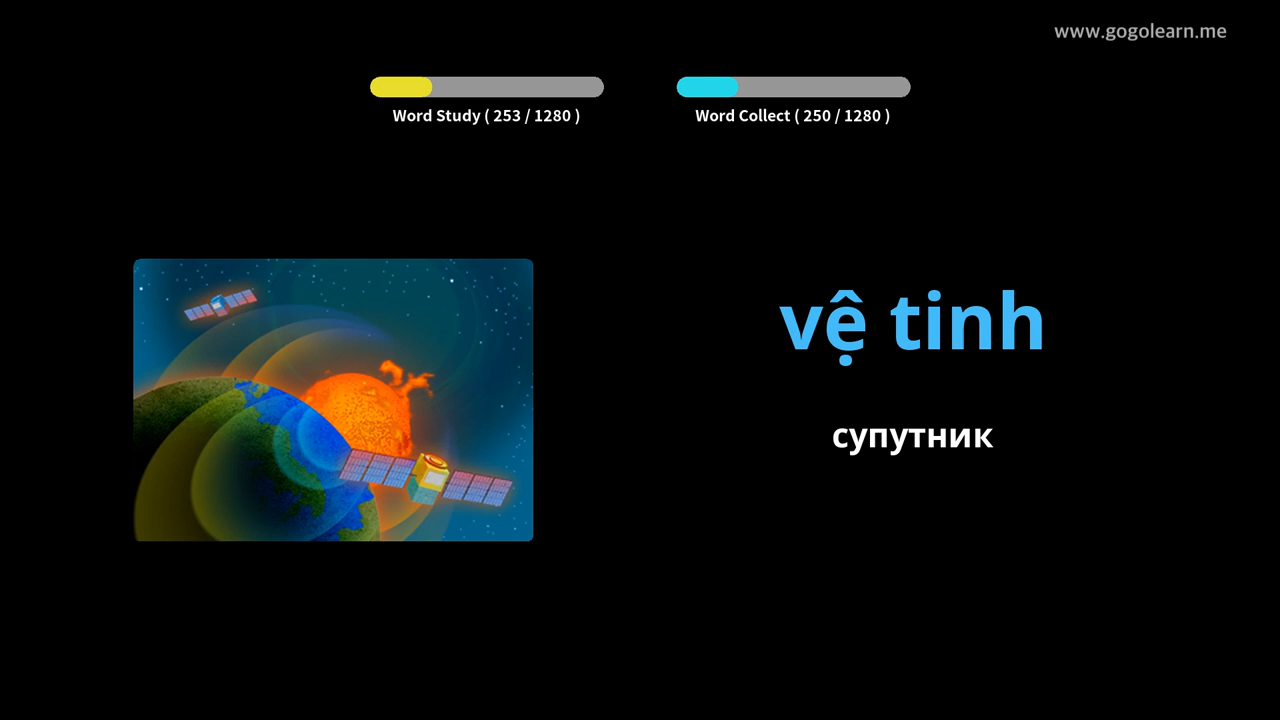 www.gogolearn.me
Word Study ( 253 / 1280 )
Word Collect ( 250 / 1280 )
vệ tinh
супутник